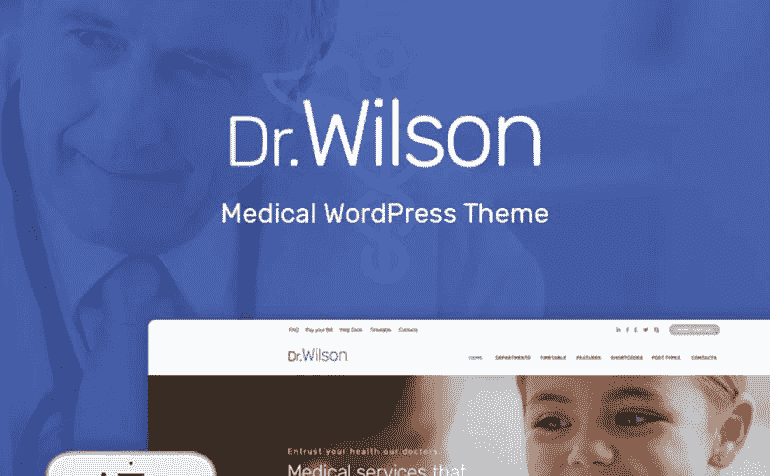 Dr.Wilson
Medical WordPress Theme
FAQ Pay your Bill Help Desk Timetable Contacts
Dr.Wilson
HOME DEPARTMENTS TIMETABLE FEATURES SHORTCODES POST TYPES CONTACTS
Entrust your health our doctors
Medical services that